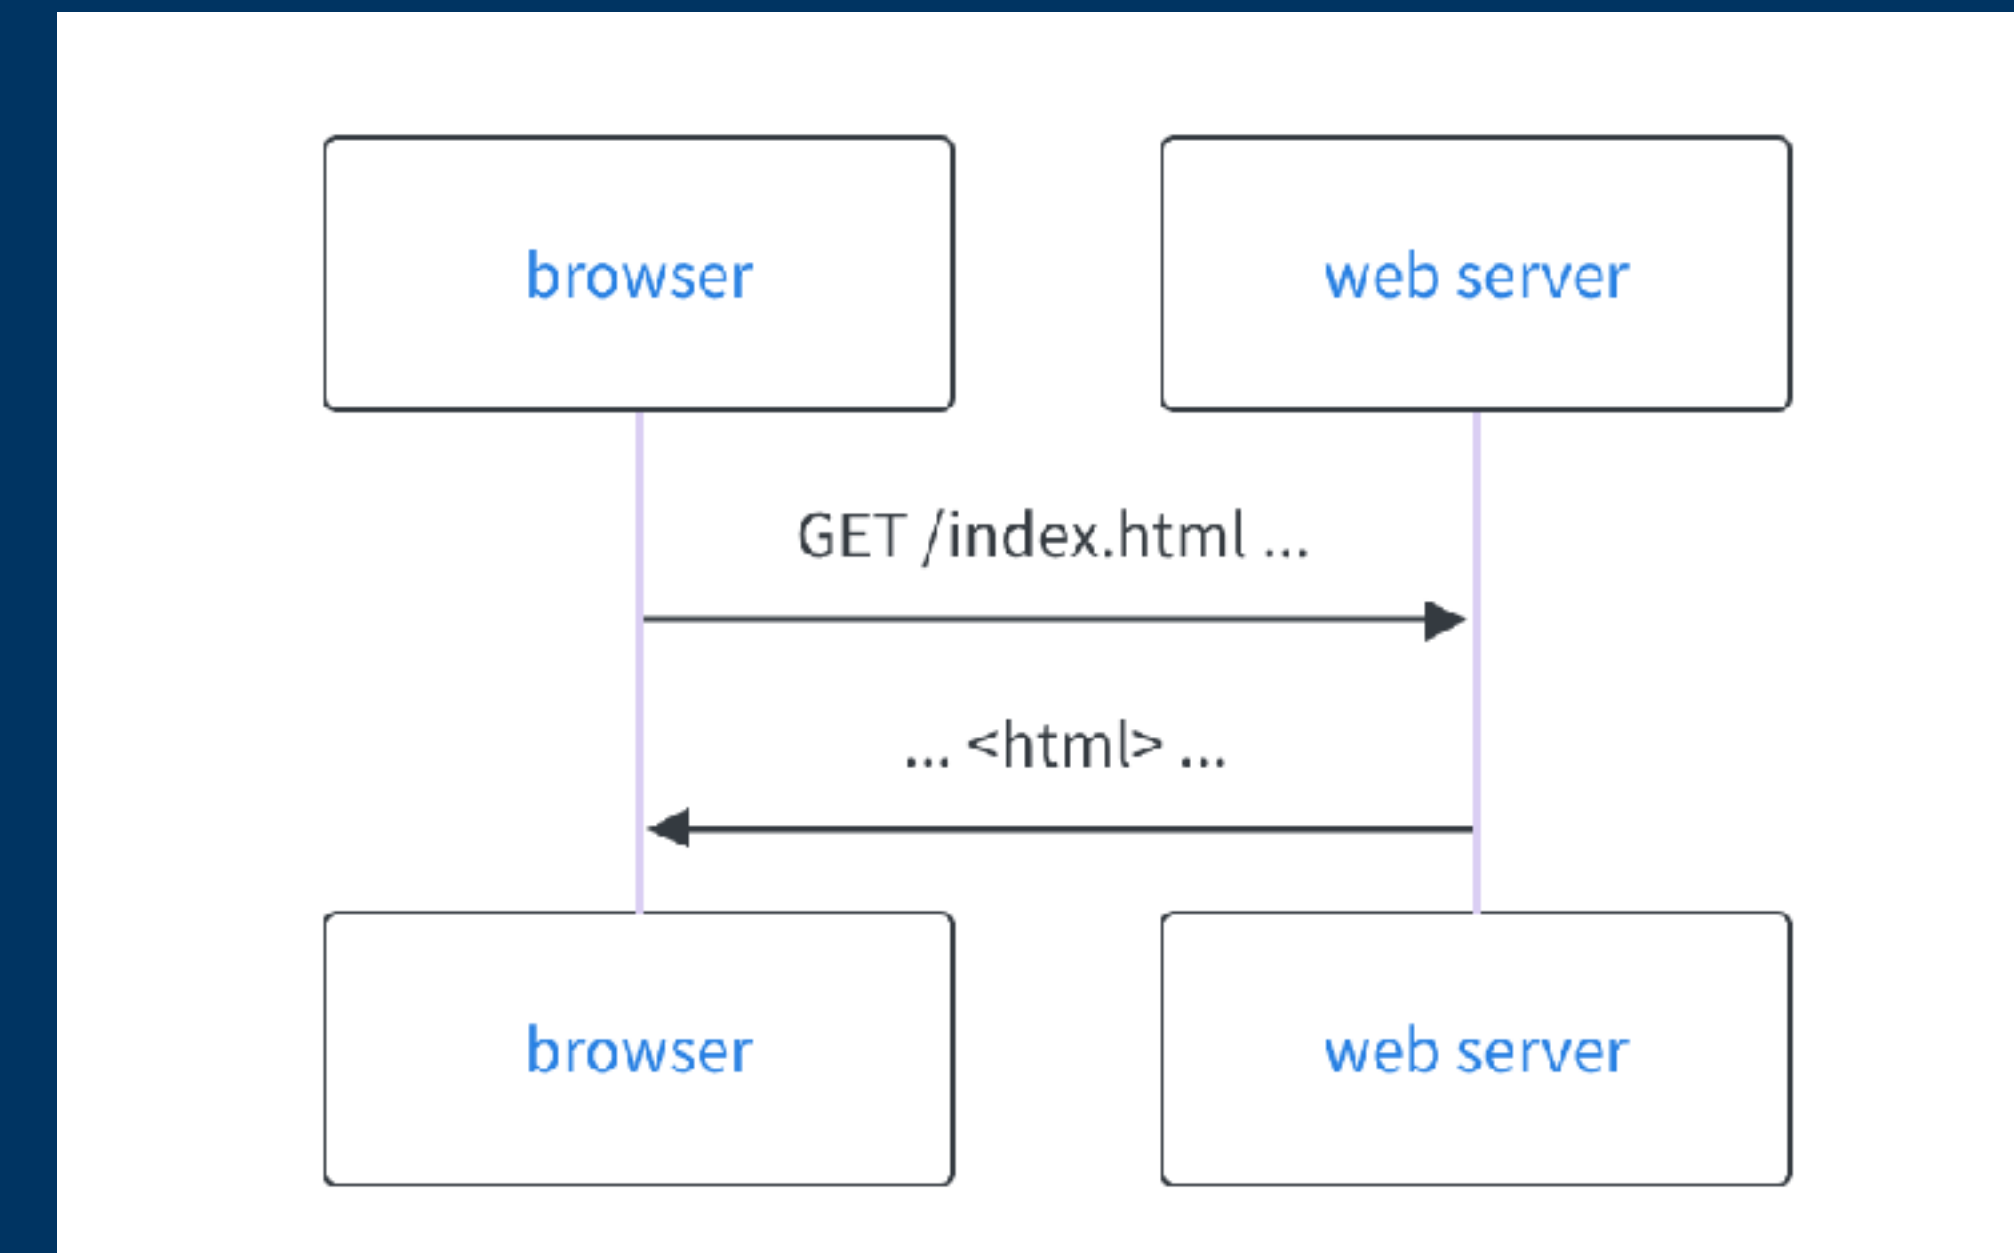 browser
web server
GET /index.html ...
... <html> ...
browser
web server